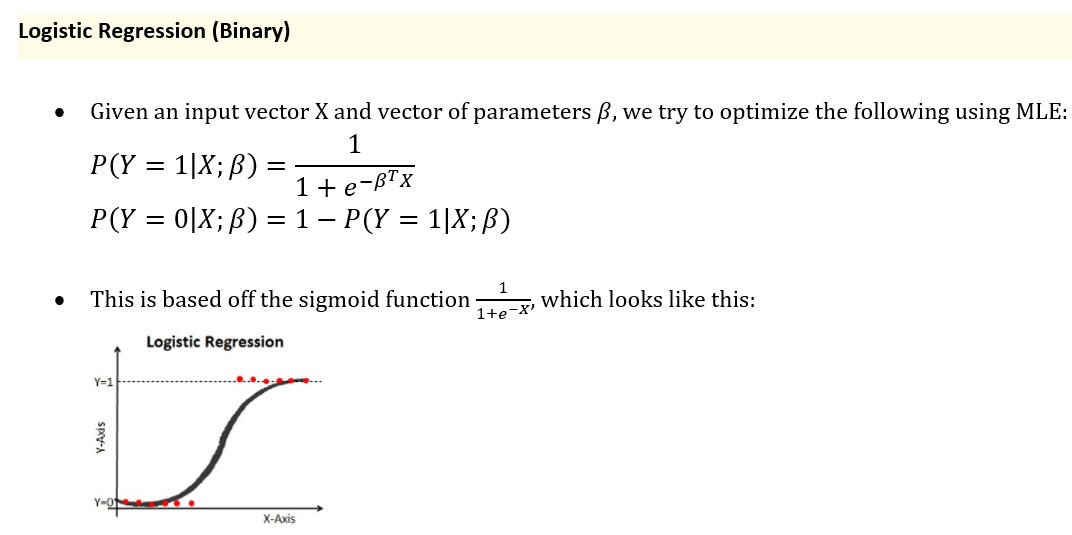 Logistic Regression (Binary)
• Given an input vector X and vector of parameters β, we try to optimize the following using MLE:
P(Y = 1|X; β) = \frac{1}{1 + e^{−β^T X}}
P(Y = 0|X; β) = 1 − P(Y = 1|X; β)
• This is based off the sigmoid function \frac{1}{1+e^{−X}}, which looks like this:
Logistic Regression
Y=1
Y-Axis
Y=0
X-Axis